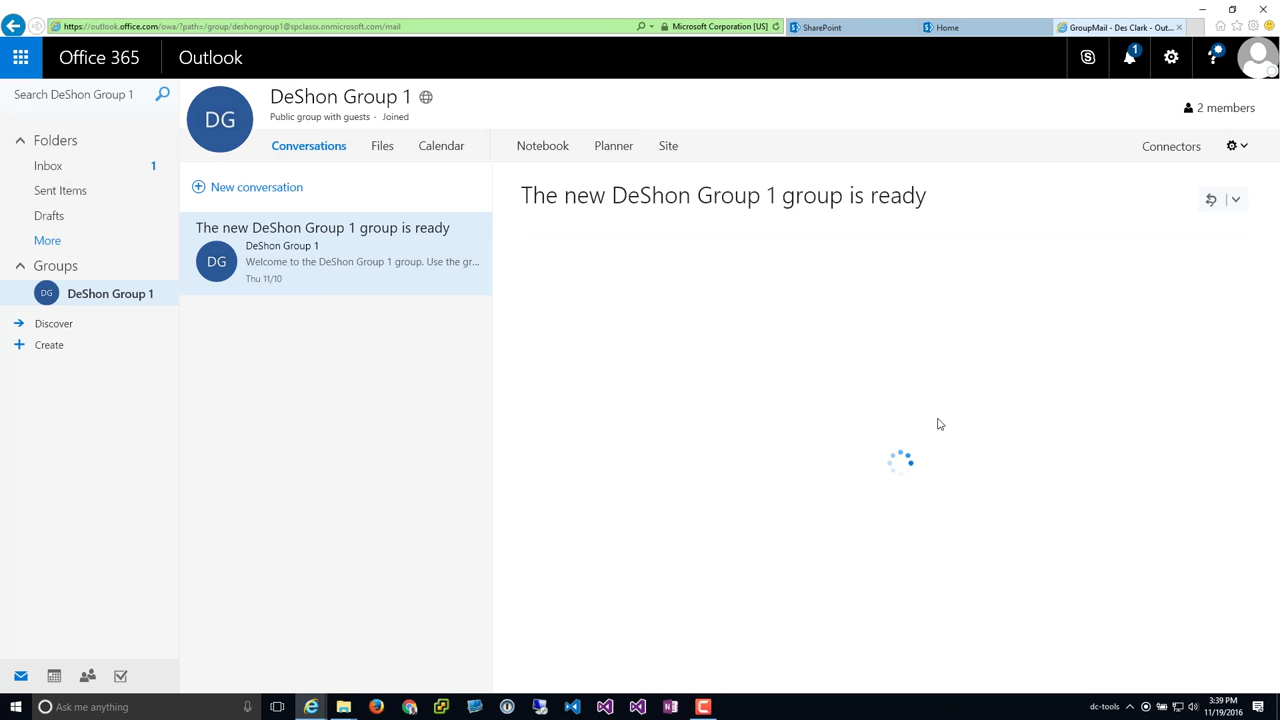 https://outlook.office.com/owa/?path=/group/deshongroup1@spclassx.onmicrosoft.com/mail
Microsoft Corporation [US]
SharePoint
Home
GroupMail - Des Clark - Out...
Office 365
Outlook
1
Search DeShon Group 1
DG
DeShon Group 1
Public group with guests · Joined
2 members
Folders
Inbox 1
Sent Items
Drafts
More
Groups
DG DeShon Group 1
Discover
Create
Conversations Files Calendar Notebook Planner Site Connectors
New conversation
The new DeShon Group 1 group is ready
DG
DeShon Group 1
Welcome to the DeShon Group 1 group. Use the gr...
Thu 11/10
The new DeShon Group 1 group is ready
Ask me anything
dc-tools
3:39 PM
11/19/2016